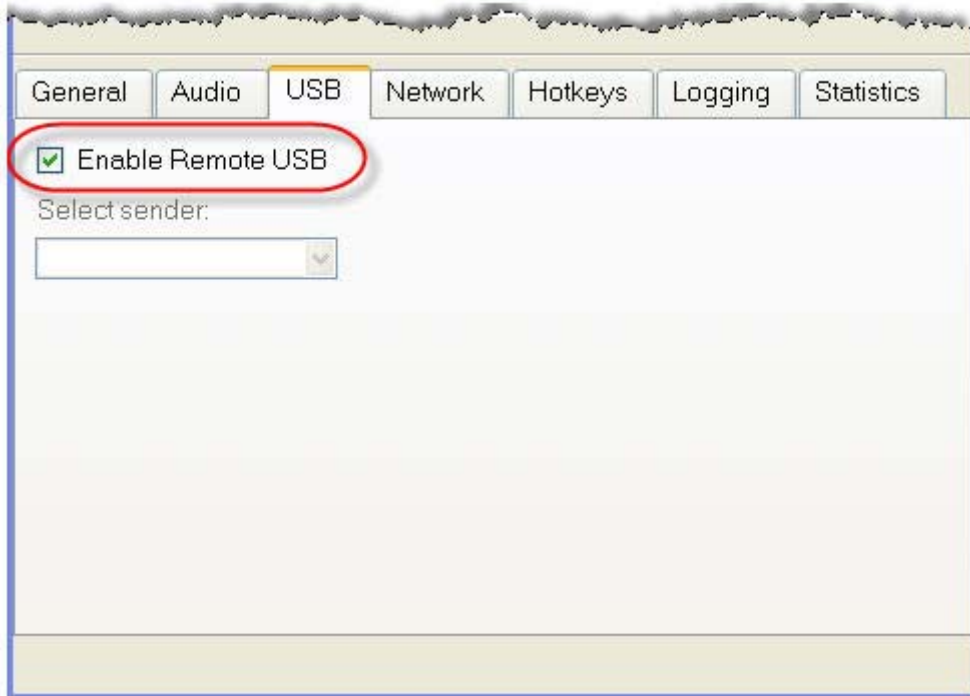 General Audio USB Network Hotkeys Logging Statistics
Enable Remote USB
Select sender: